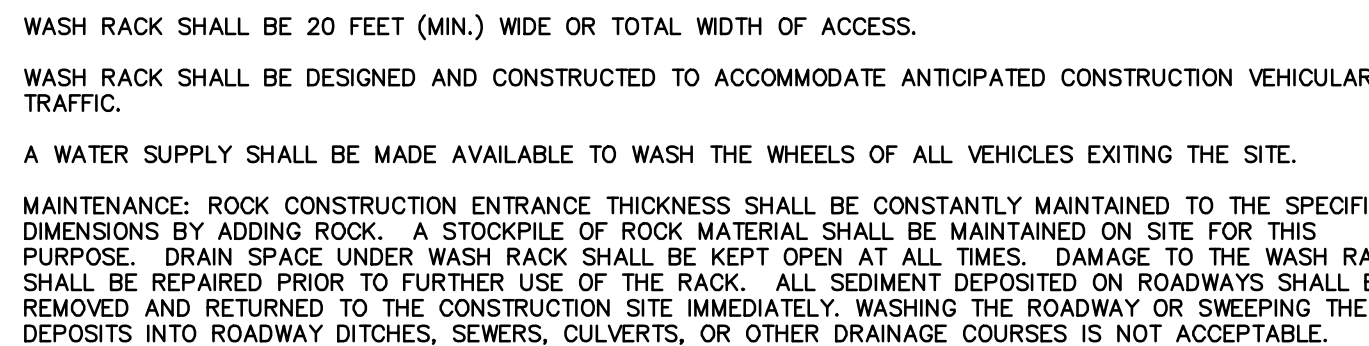 WASH RACK SHALL BE 20 FEET (MIN.) WIDE OR TOTAL WIDTH OF ACCESS.
WASH RACK SHALL BE DESIGNED AND CONSTRUCTED TO ACCOMMODATE ANTICIPATED CONSTRUCTION VEHICULAR
TRAFFIC.
A WATER SUPPLY SHALL BE MADE AVAILABLE TO WASH THE WHEELS OF ALL VEHICLES EXITING THE SITE.
MAINTENANCE: ROCK CONSTRUCTION ENTRANCE THICKNESS SHALL BE CONSTANTLY MAINTAINED TO THE
DIMENSIONS BY ADDING ROCK. A STOCKPILE OF ROCK MATERIAL SHALL BE MAINTAINED ON SITE FOR THIS
PURPOSE. DRAIN SPACE UNDER WASH RACK SHALL BE KEPT OPEN AT ALL TIMES. DAMAGE TO THE WASH
SHALL BE REPAIRED PRIOR TO FURTHER USE OF THE RACK. ALL SEDIMENT DEPOSITED ON ROADWAYS SHALL
REMOVED AND RETURNED TO THE CONSTRUCTION SITE IMMEDIATELY. WASHING THE ROADWAY OR SWEEPING THE
DEPOSITS INTO ROADWAY DITCHES, SEWERS, CULVERTS, OR OTHER DRAINAGE COURSES IS NOT ACCEPTABLE.